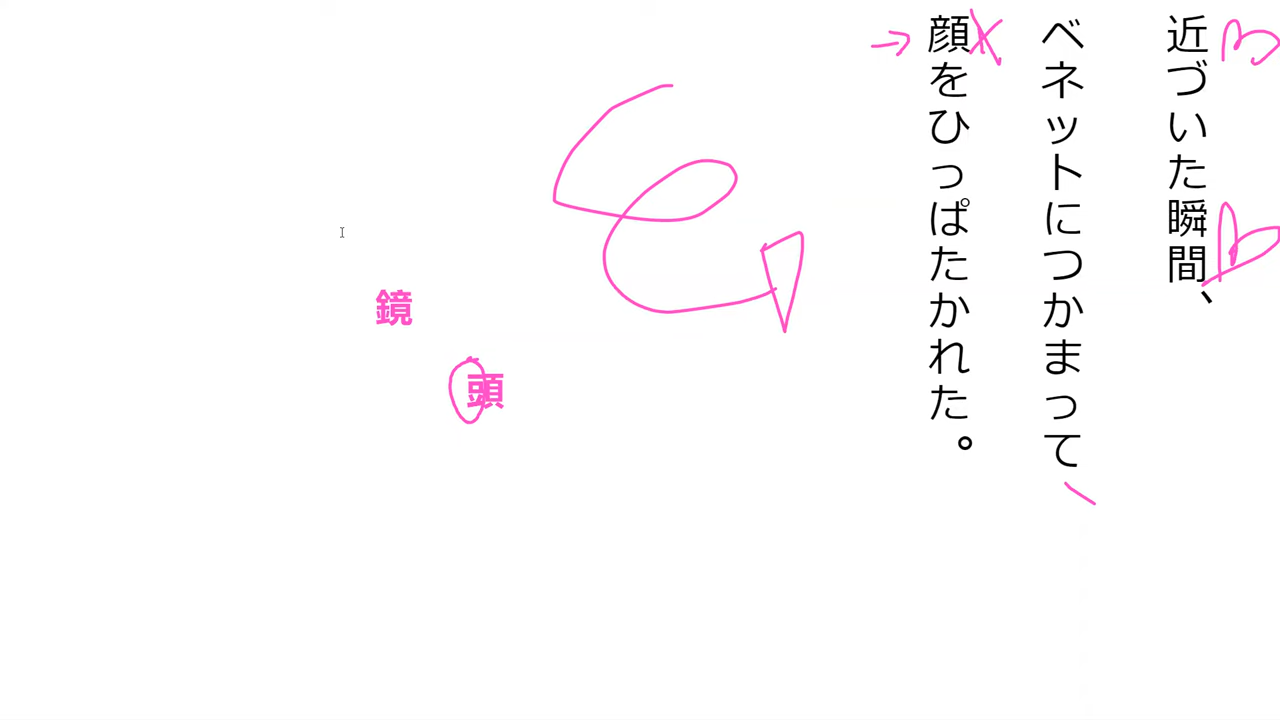 近づいた瞬間、
ベネットにつかまって
顔をひっぱたかれた。
鏡
頭